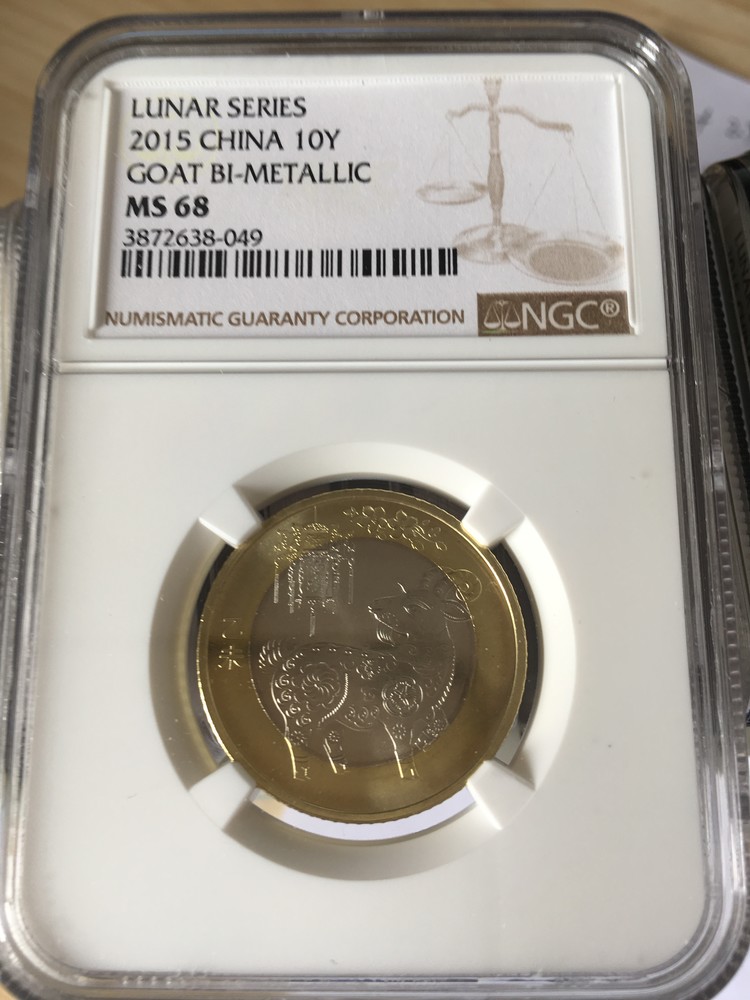 LUNAR SERIES
2015 CHINA 10Y
GOAT BI-METALLIC
MS 68
3872638-049
NUMISMATIC GUARANTY CORPORATION
NGC®